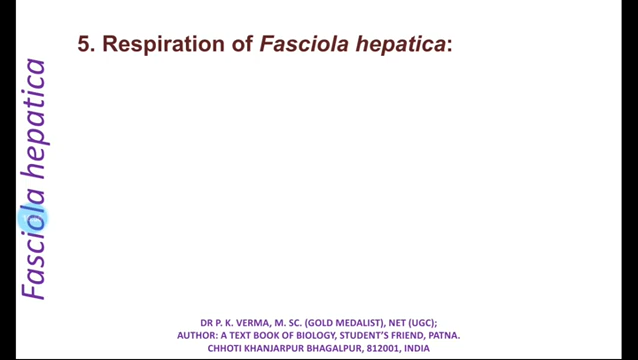 5. Respiration of Fasciola hepatica:
Fasciola hepatica
DR P. K. VERMA, M. SC. (GOLD MEDALIST), NET (UGC);
AUTHOR: A TEXT BOOK OF BIOLOGY, STUDENT'S FRIEND, PATNA.
CHHOTI KHANJARPUR BHAGALPUR, 812001, INDIA